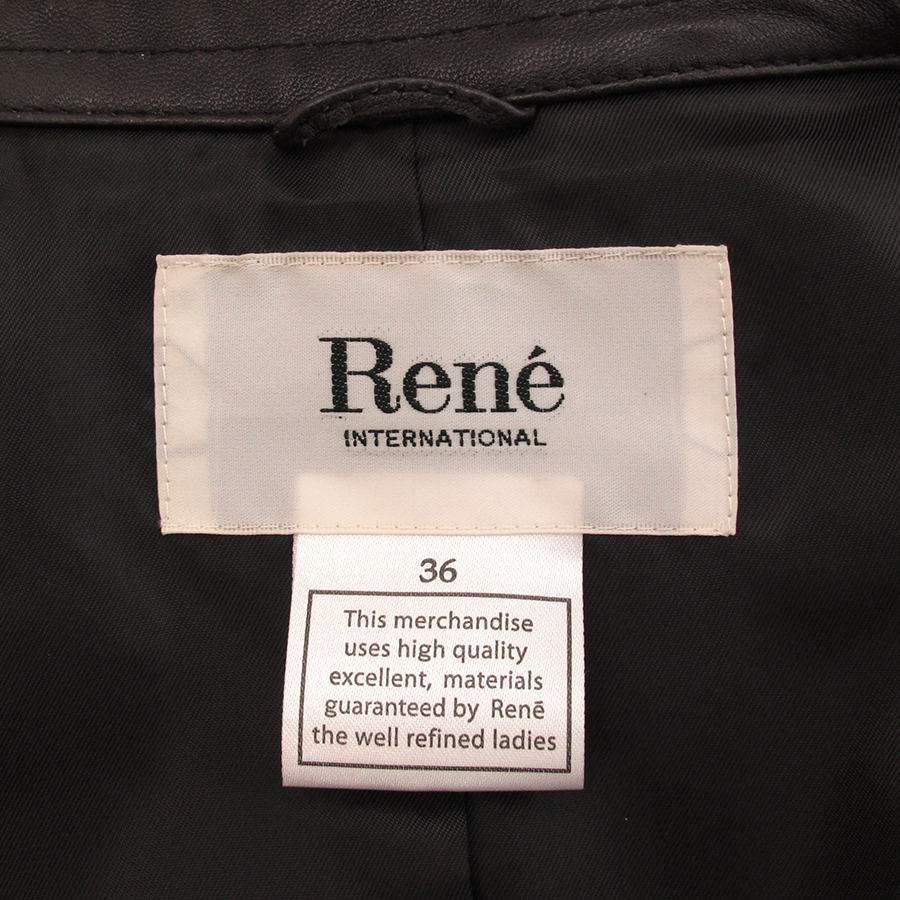 René
INTERNATIONAL
36
This merchandise
uses high quality
excellent, materials
guaranteed by Renē
the well refined ladies